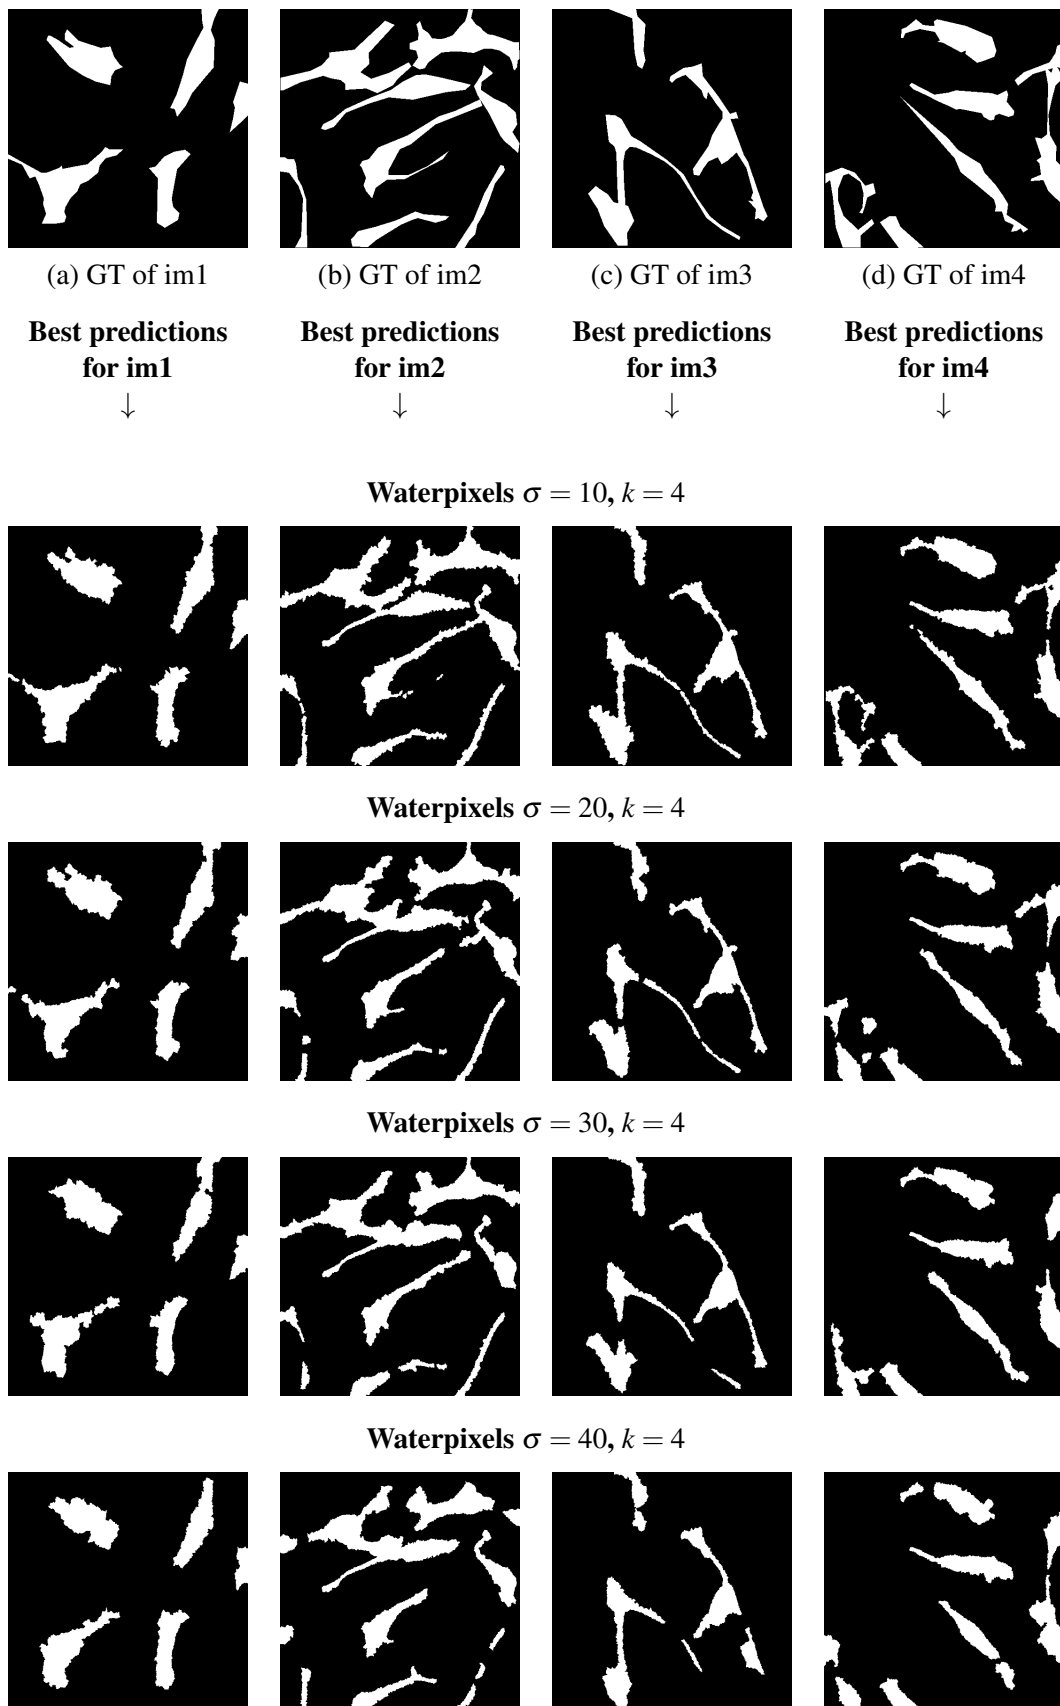 (a) GT of im1 (b) GT of im2 (c) GT of im3 (d) GT of im4
Best predictions Best predictions Best predictions Best predictions
for im1 for im2 for im3 for im4
↓ ↓ ↓ ↓
Waterpixels σ = 10, k = 4
Waterpixels σ = 20, k = 4
Waterpixels σ = 30, k = 4
Waterpixels σ = 40, k = 4